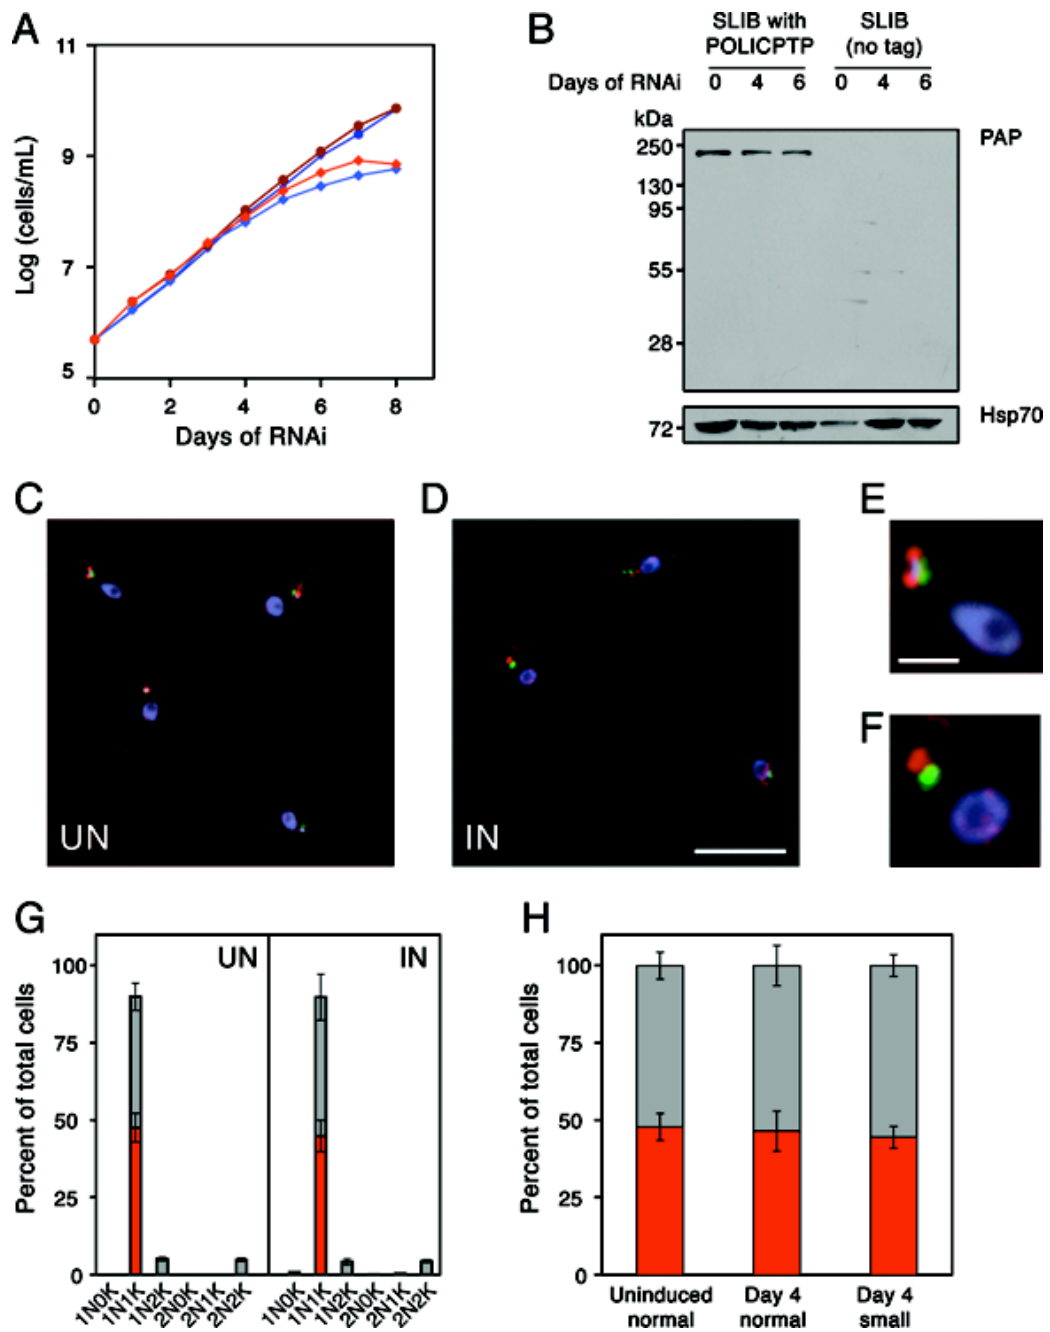 A
11
9
7
5
Log (cells/mL)
0 2 4 6 8
Days of RNAi
B
SLIB with POLICPTP
SLIB (no tag)
Days of RNAi 0 4 6 0 4 6
kDa
250
130
95
55
28
72
PAP
Hsp70
C
UN
D
IN
E
F
G
Percent of total cells
100
75
50
25
0
UN
IN
1N0K 1N1K 1N2K 2N0K 2N1K 2N2K 1N0K 1N1K 1N2K 2N0K 2N1K 2N2K
H
Percent of total cells
100
75
50
25
0
Uninduced normal
Day 4 normal
Day 4 small